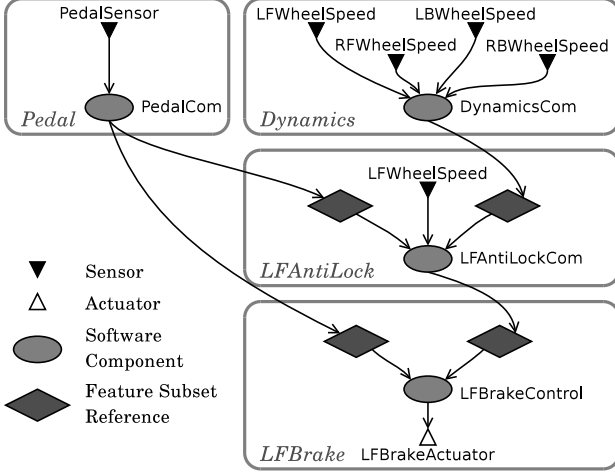 PedalSensor
PedalCom
Pedal
LFWheelSpeed
LBWheelSpeed
RFWheelSpeed
RBWheelSpeed
DynamicsCom
Dynamics
LFWheelSpeed
LFAntiLockCom
LFAntiLock
LFBrakeControl
LFBrakeActuator
LFBrake
Sensor
Actuator
Software
Component
Feature Subset
Reference